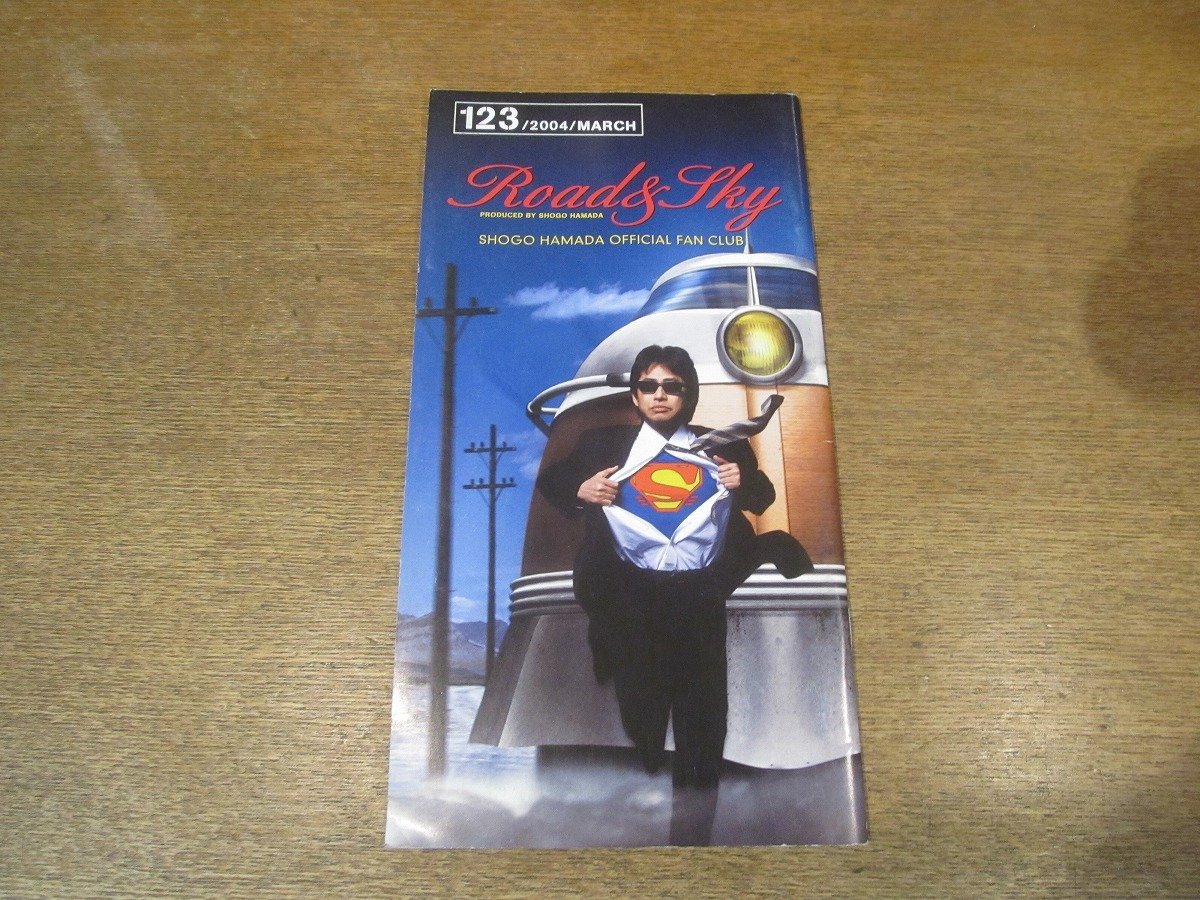 123/2004/MARCH
Road&Sky
PRODUCED BY SHOGO HAMADA
SHOGO HAMADA OFFICIAL FAN CLUB
S